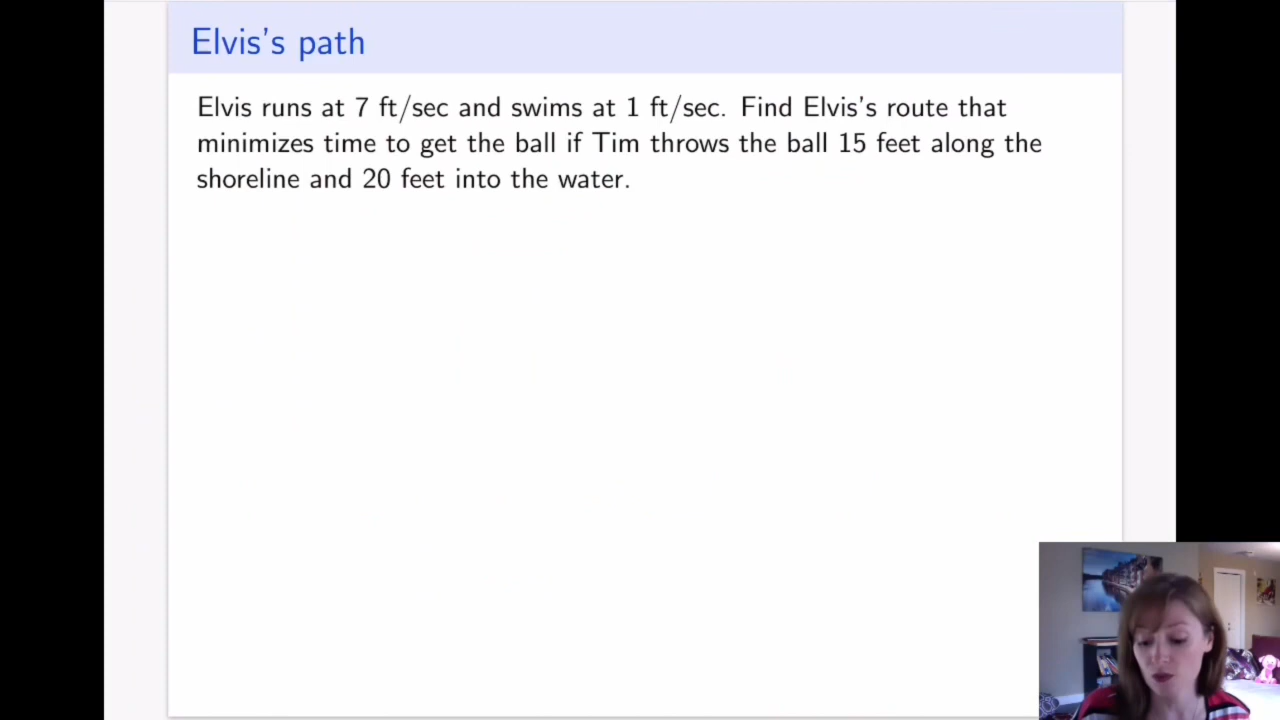 Elvis's path
Elvis runs at 7 ft/sec and swims at 1 ft/sec. Find Elvis's route that
minimizes time to get the ball if Tim throws the ball 15 feet along the
shoreline and 20 feet into the water.